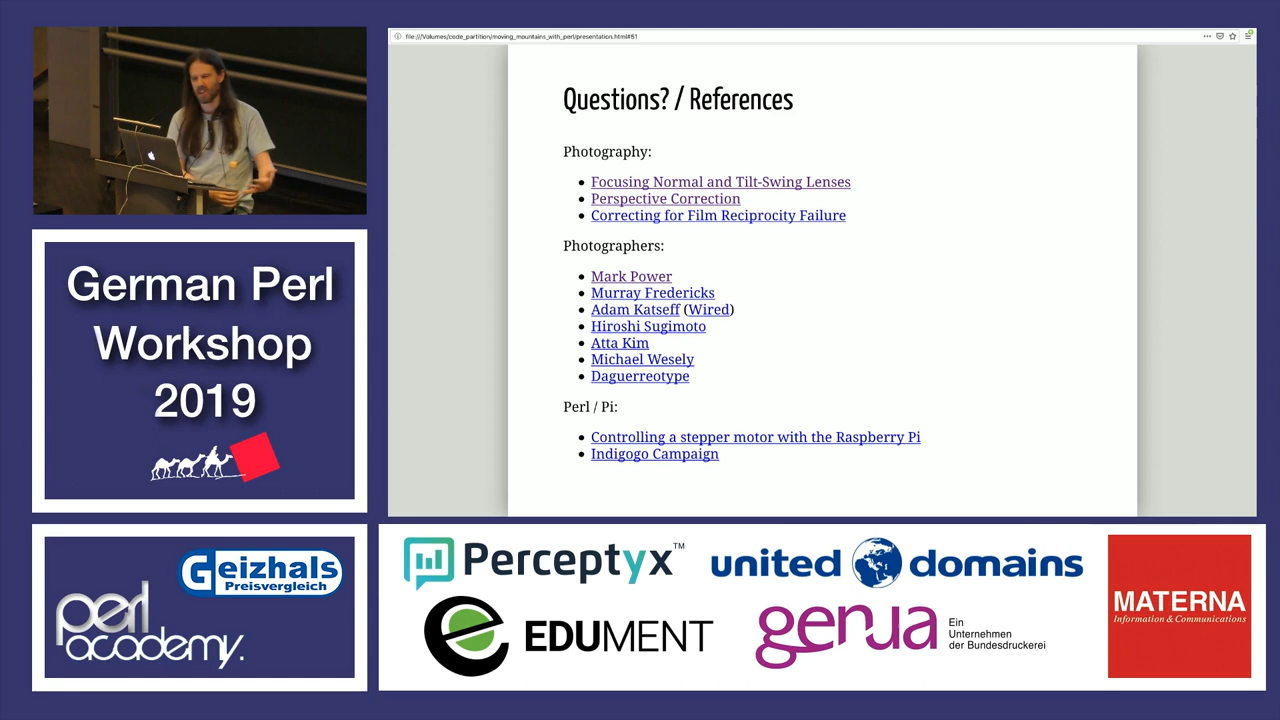 file:///Volumes/code_partition/moving_mountains_with_perl/presentation.html#51
Questions? / References
Photography:
Focusing Normal and Tilt-Swing Lenses
Perspective Correction
Correcting for Film Reciprocity Failure
Photographers:
Mark Power
Murray Fredericks
Adam Katseff (Wired)
Hiroshi Sugimoto
Atta Kim
Michael Wesely
Daguerreotype
Perl / Pi:
Controlling a stepper motor with the Raspberry Pi
Indigogo Campaign
German Perl
Workshop
2019
Geizhals
Preisvergleich
perl
academy.
Perceptyx™
united domains
EDUMENT
genua
Ein
Unternehmen
der Bundesdruckerei
MATERNA
Information & Communications